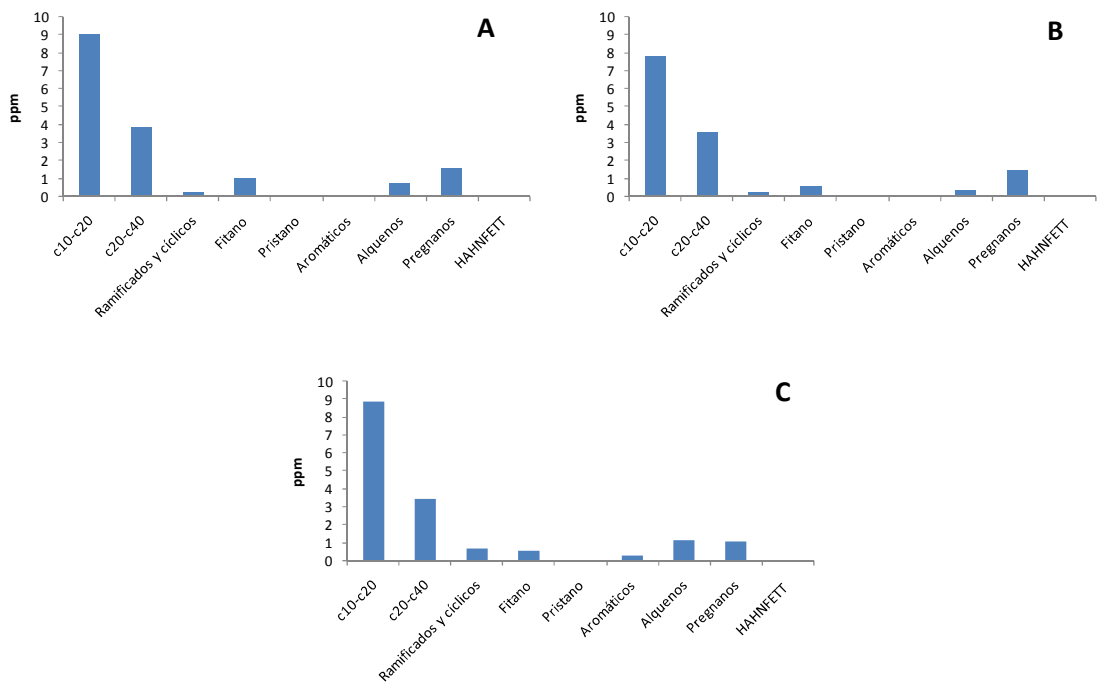 A
10
9
8
7
6
5
4
3
2
1
0
ppm
c10-c20
c20-c40
Ramificados y cíclicos
Fitano
Pristano
Aromáticos
Alquenos
Pregnanos
HAHNFETT
B
10
9
8
7
6
5
4
3
2
1
0
ppm
c10-c20
c20-c40
Ramificados y cíclicos
Fitano
Pristano
Aromáticos
Alquenos
Pregnanos
HAHNFETT
C
10
9
8
7
6
5
4
3
2
1
0
ppm
c10-c20
c20-c40
Ramificados y cíclicos
Fitano
Pristano
Aromáticos
Alquenos
Pregnanos
HAHNFETT